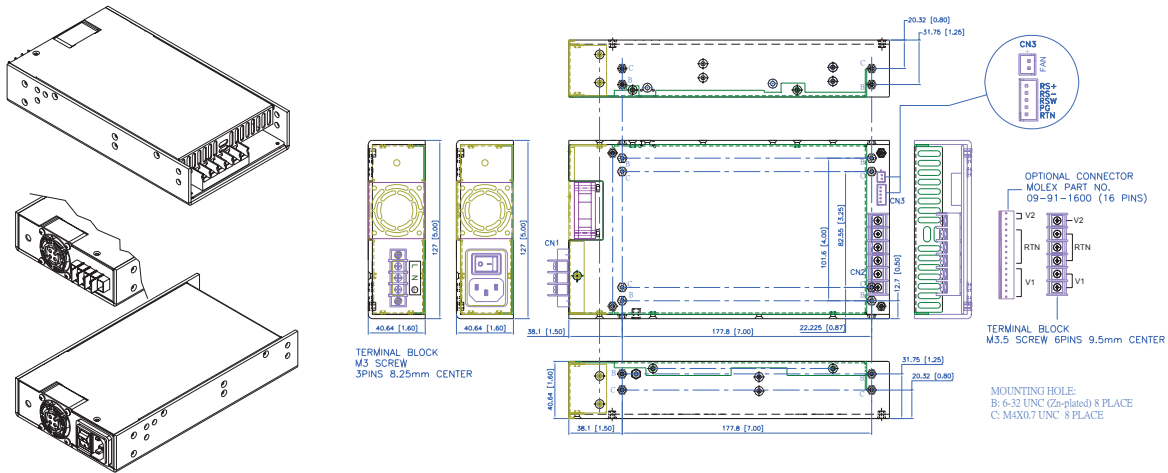 20.32 [0.80]
31.75 [1.25]
C
B
C
B
CN3
FAN
RS+
RS-
RSW
PG
RTN
OPTIONAL CONNECTOR
MOLEX PART NO.
09-91-1600 (16 PINS)
V2
RTN
V1
V2
RTN
V1
TERMINAL BLOCK
M3.5 SCREW 6PINS 9.5mm CENTER
127 [5.00]
127 [5.00]
L
N
40.64 [1.60]
40.64 [1.60]
TERMINAL BLOCK
M3 SCREW
3PINS 8.25mm CENTER
CN1
B
C
B
C
CN3
CN2
101.6 [4.00]
82.55 [3.25]
12.7 [0.50]
C
B
C
B
22.225 [0.87]
38.1 [1.50]
177.8 [7.00]
40.64 [1.60]
B
C
B
C
31.75 [1.25]
20.32 [0.80]
38.1 [1.50]
177.8 [7.00]
MOUNTING HOLE:
B: 6-32 UNC (Zn-plated) 8 PLACE
C: M4X0.7 UNC 8 PLACE